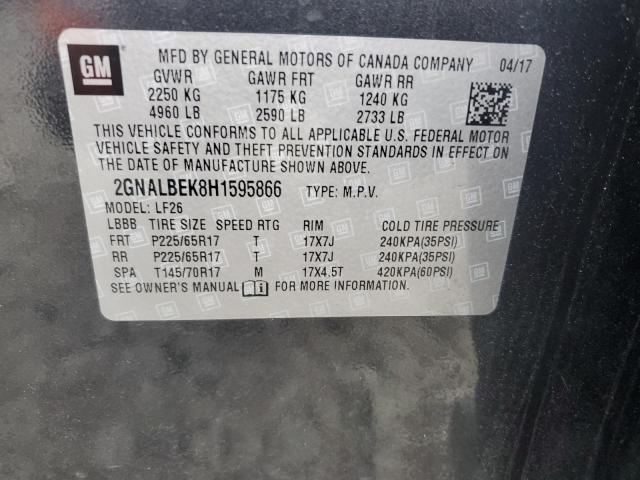 GM
MFD BY GENERAL MOTORS OF CANADA COMPANY 04/17
GVWR GAWR FRT GAWR RR
2250 KG 1175 KG 1240 KG
4960 LB 2590 LB 2733 LB
THIS VEHICLE CONFORMS TO ALL APPLICABLE U.S. FEDERAL MOTOR
VEHICLE SAFETY AND THEFT PREVENTION STANDARDS IN EFFECT ON
THE DATE OF MANUFACTURE SHOWN ABOVE.
2GNALBEK8H1595866 TYPE: M.P.V.
MODEL: LF26
LBBB TIRE SIZE SPEED RTG RIM COLD TIRE PRESSURE
FRT P225/65R17 T 17X7J 240KPA(35PSI)
RR P225/65R17 T 17X7J 240KPA(35PSI)
SPA T145/70R17 M 17X4.5T 420KPA(60PSI)
SEE OWNER'S MANUAL FOR MORE INFORMATION.